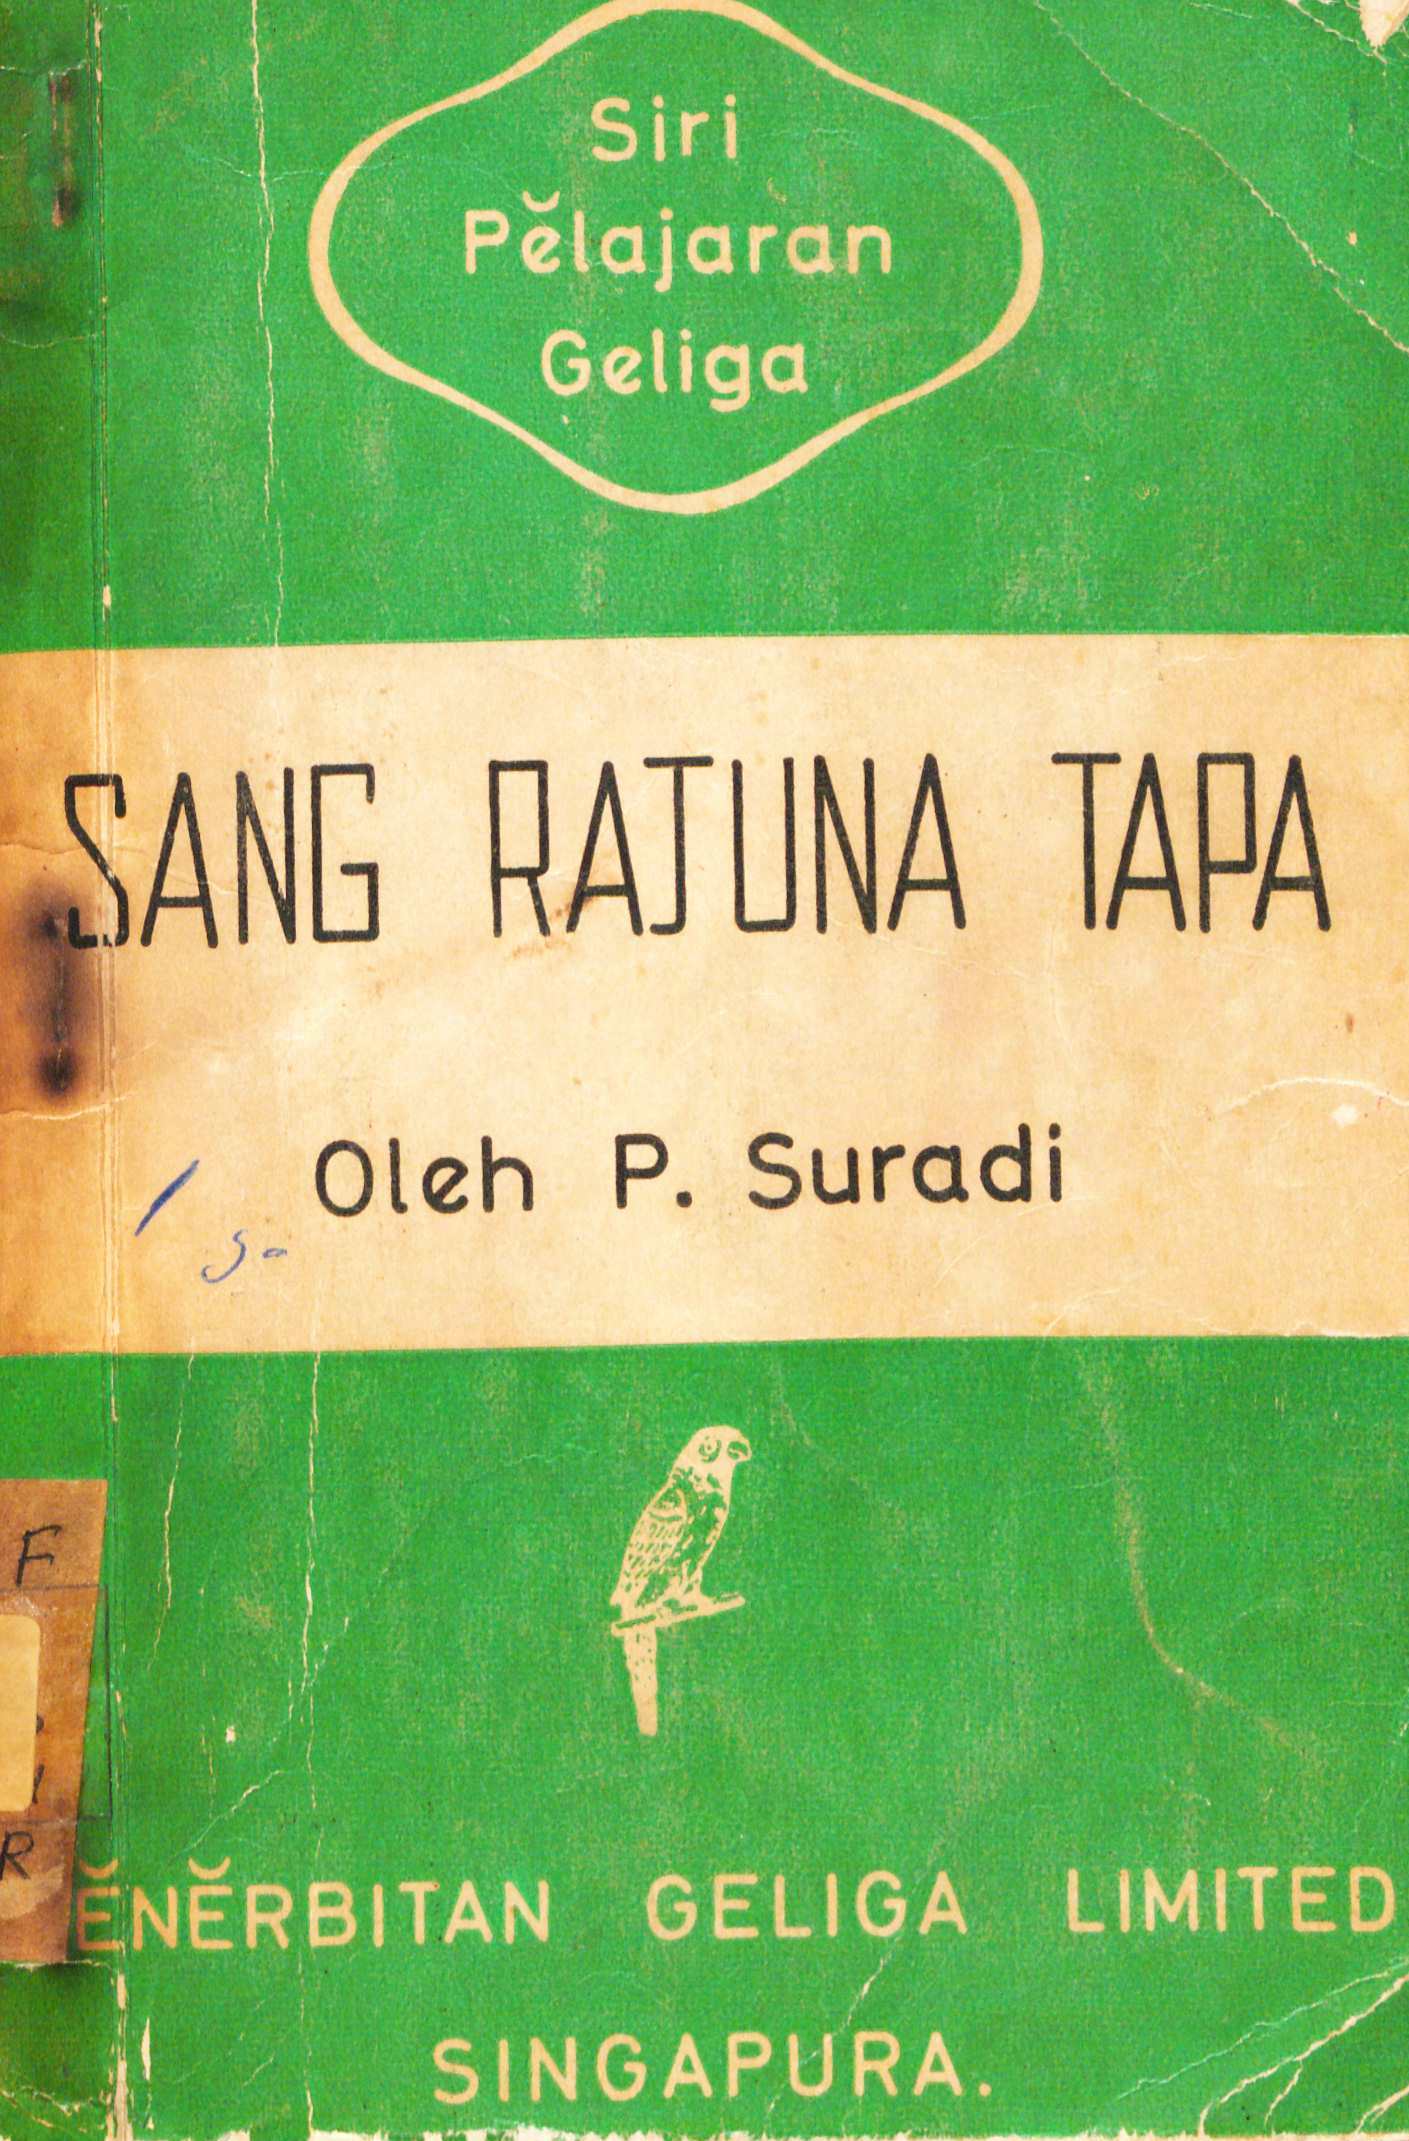 Siri
Pĕlajaran
Geliga
SANG RAJUNA TAPA
Oleh P. Suradi
F
R
ĔNĔRBITAN GELIGA LIMITED
SINGAPURA.